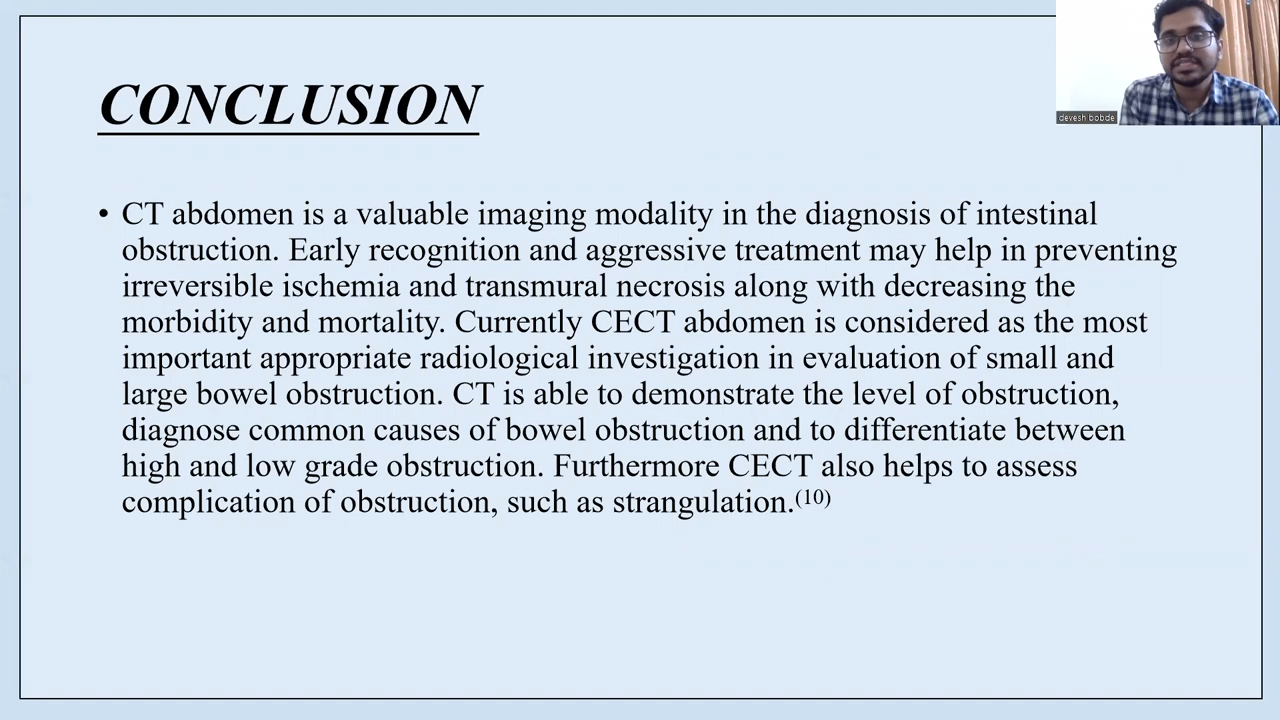 CONCLUSION
devesh bobde
• CT abdomen is a valuable imaging modality in the diagnosis of intestinal
obstruction. Early recognition and aggressive treatment may help in preventing
irreversible ischemia and transmural necrosis along with decreasing the
morbidity and mortality. Currently CECT abdomen is considered as the most
important appropriate radiological investigation in evaluation of small and
large bowel obstruction. CT is able to demonstrate the level of obstruction,
diagnose common causes of bowel obstruction and to differentiate between
high and low grade obstruction. Furthermore CECT also helps to assess
complication of obstruction, such as strangulation.(10)